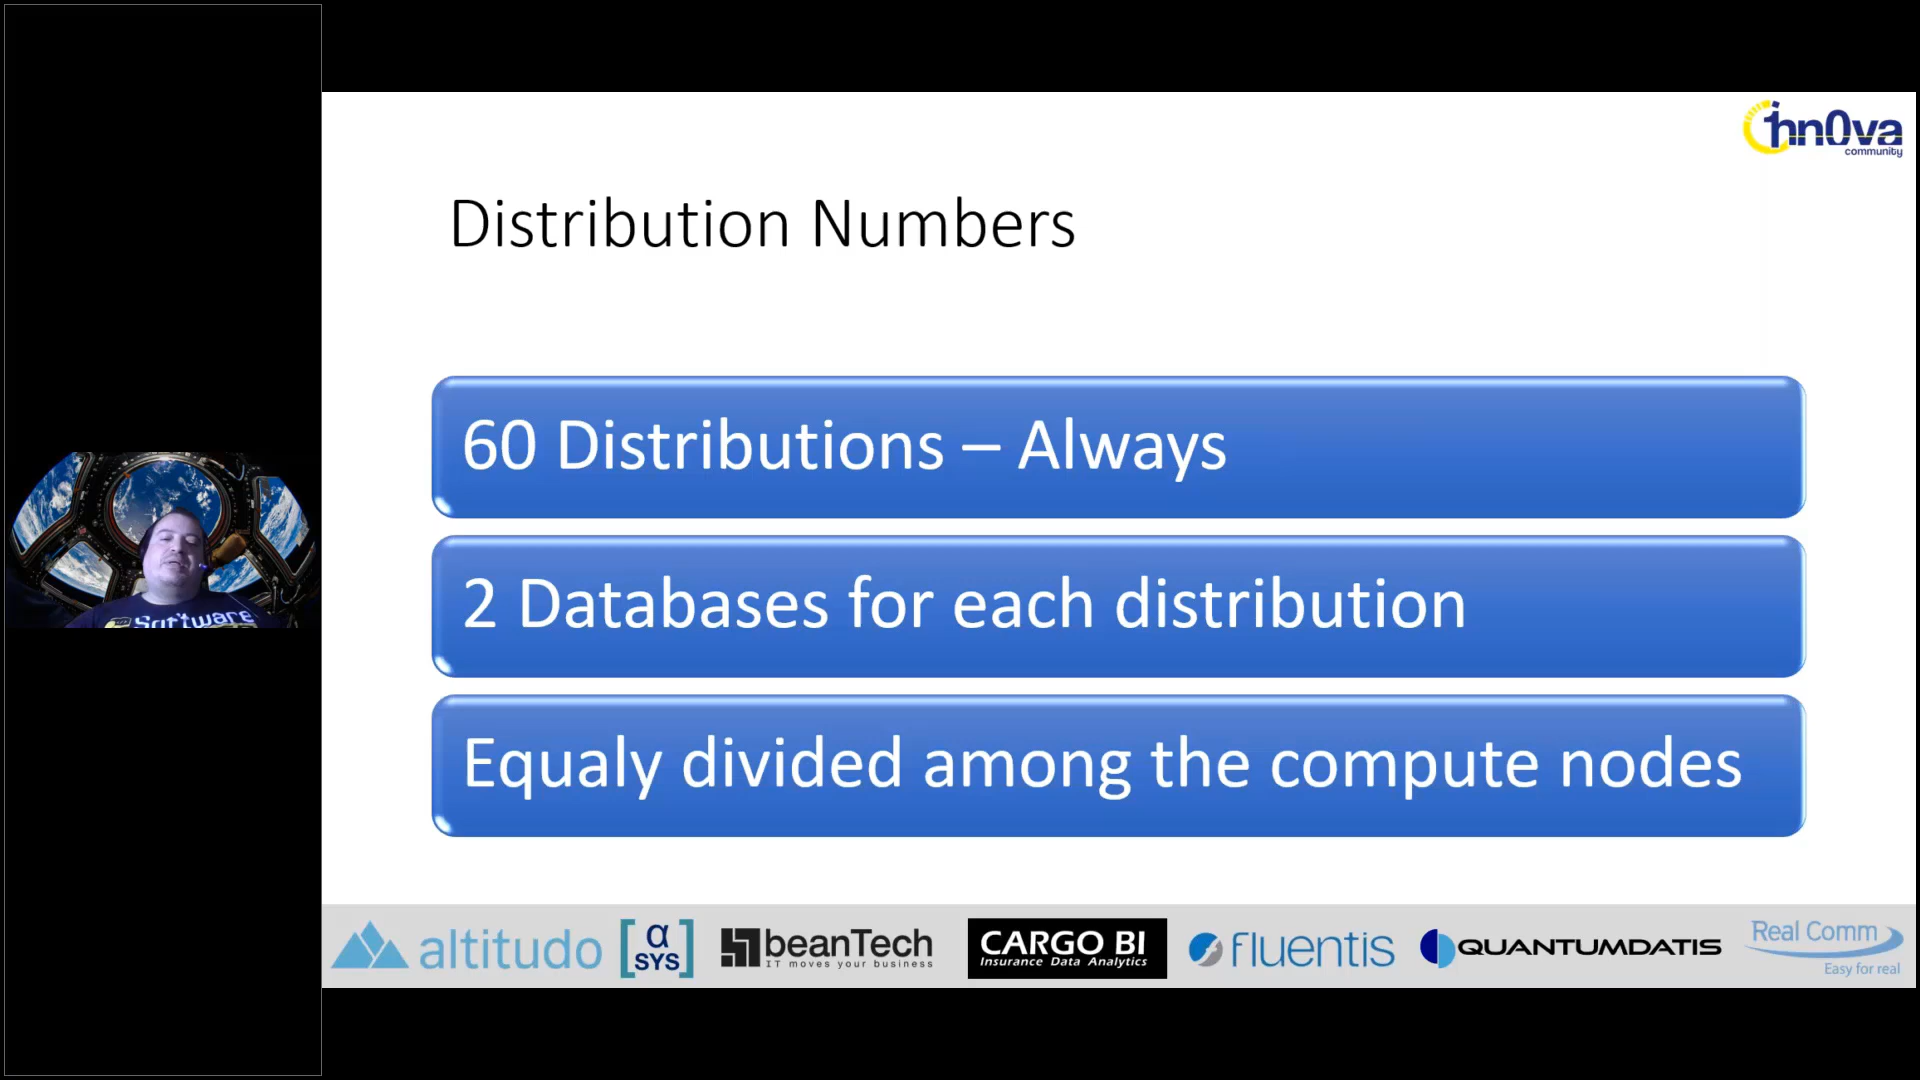 1nn0va
community
Distribution Numbers
60 Distributions – Always
2 Databases for each distribution
Equaly divided among the compute nodes
Software
altitudo
α
SYS
beanTech
IT moves your business
CARGO BI
Insurance Data Analytics
fluentis
QUANTUMDATIS
Real Comm
Easy for real